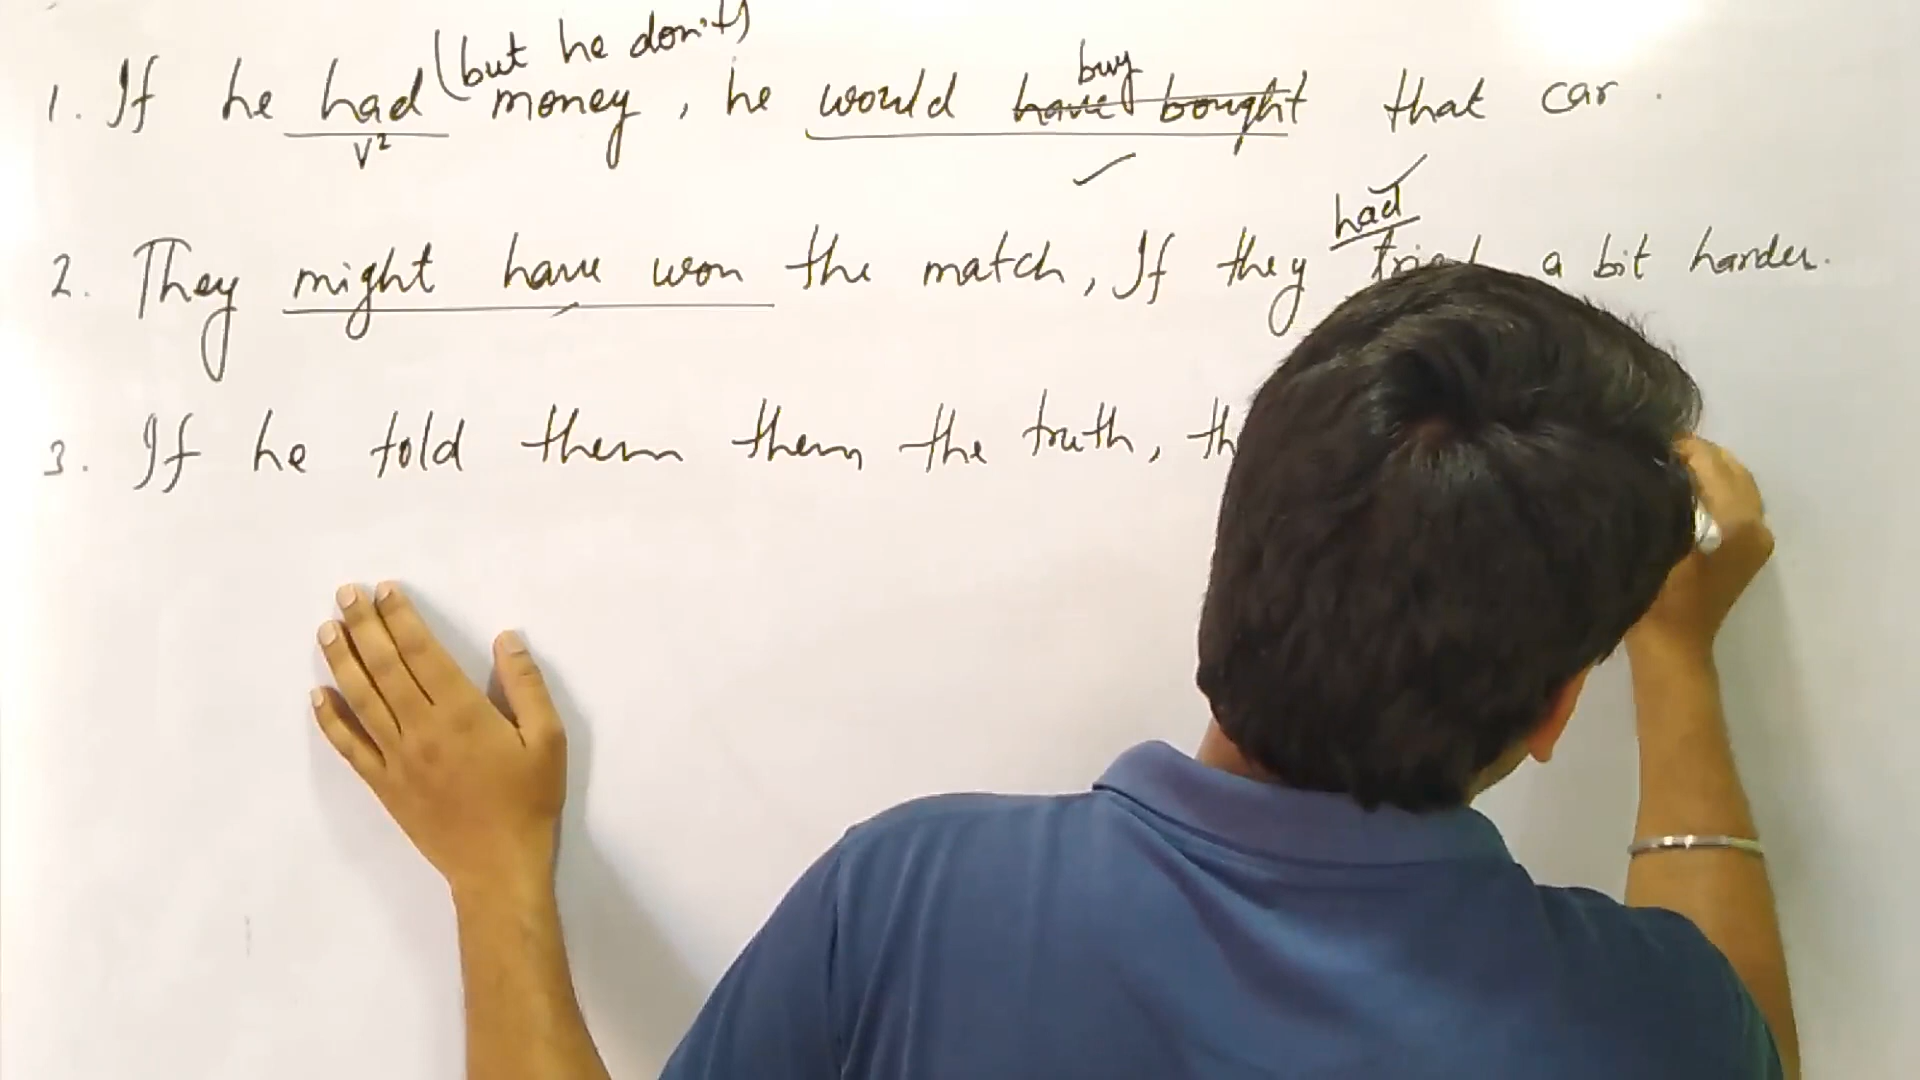 (but he don't)
1. If he had money, he would have bought that car.
V² buy
had
2. They might have won the match, If they tried a bit harder.
3. If he told them them the truth, th